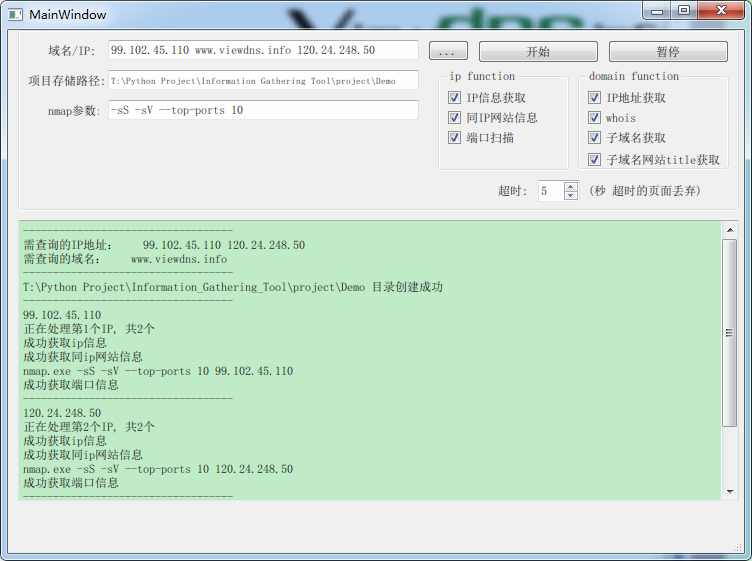 MainWindow
域名/IP: 99.102.45.110 www.viewdns.info 120.24.248.50 ... 开始 暂停
项目存储路径: T:\Python Project\Information Gathering Tool\project\Demo
nmap参数: -sS -sV --top-ports 10
ip function
IP信息获取
同IP网站信息
端口扫描
domain function
IP地址获取
whois
子域名获取
子域名网站title获取
超时: 5 (秒 超时的页面丢弃)
-----------------------------------
需查询的IP地址: 99.102.45.110 120.24.248.50
需查询的域名: www.viewdns.info
-----------------------------------
T:\Python Project\Information_Gathering_Tool\project\Demo 目录创建成功
-----------------------------------
99.102.45.110
正在处理第1个IP, 共2个
成功获取ip信息
成功获取同ip网站信息
nmap.exe -sS -sV --top-ports 10 99.102.45.110
成功获取端口信息
-----------------------------------
120.24.248.50
正在处理第2个IP, 共2个
成功获取ip信息
成功获取同ip网站信息
nmap.exe -sS -sV --top-ports 10 120.24.248.50
成功获取端口信息
-----------------------------------